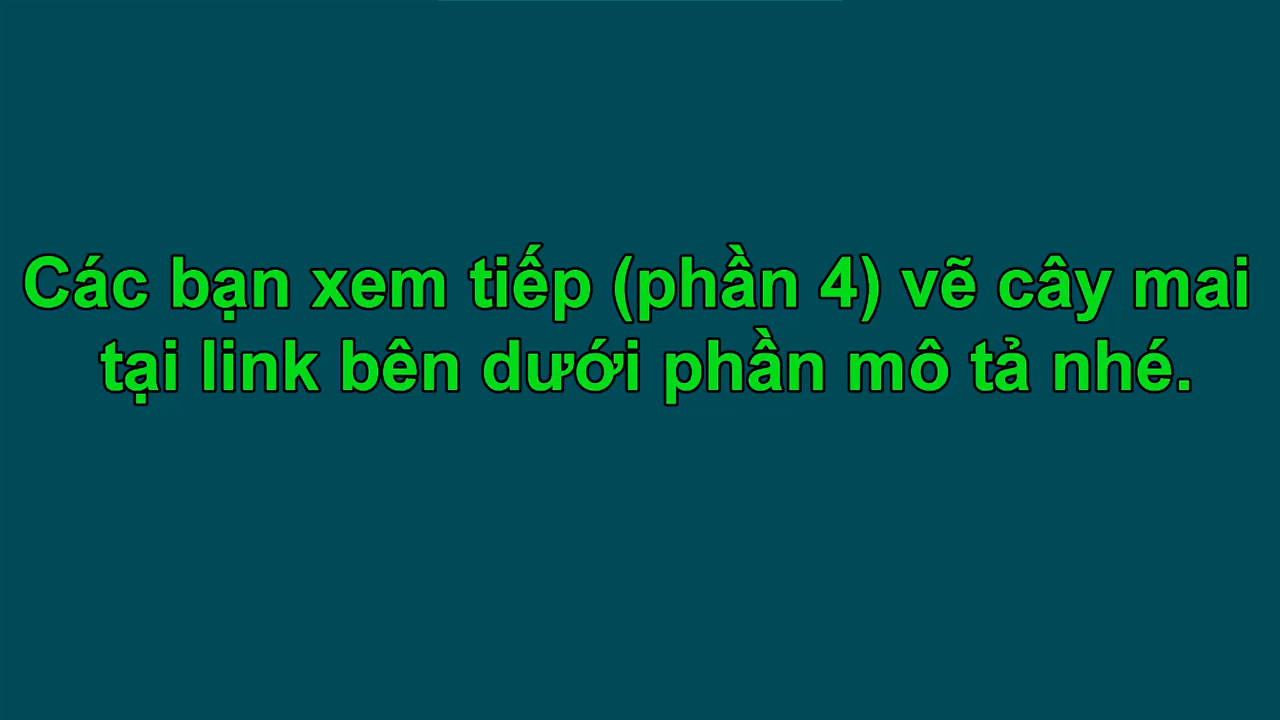 Các bạn xem tiếp (phần 4) vẽ cây mai
tại link bên dưới phần mô tả nhé.